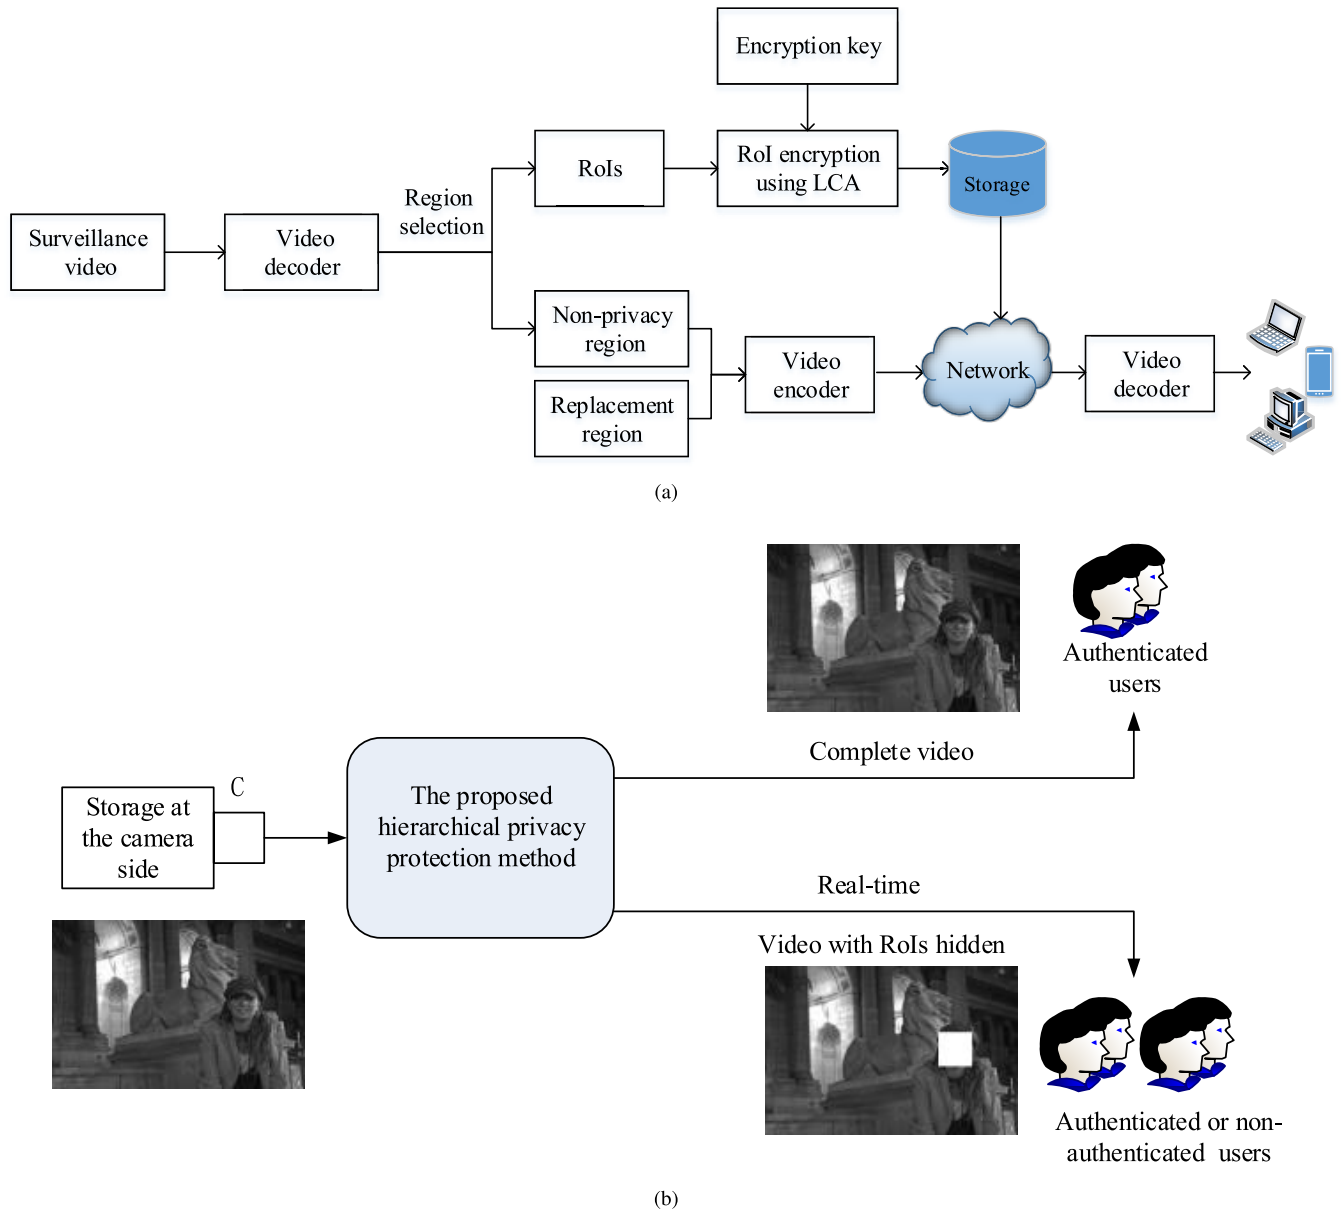 Encryption key
RoIs
RoI encryption
using LCA
Storage
Region
selection
Surveillance
video
Video
decoder
Non-privacy
region
Replacement
region
Video
encoder
Network
Video
decoder
(a)
Authenticated
users
Complete video
C
Storage at
the camera
side
The proposed
hierarchical privacy
protection method
Real-time
Video with RoIs hidden
Authenticated or non-
authenticated users
(b)